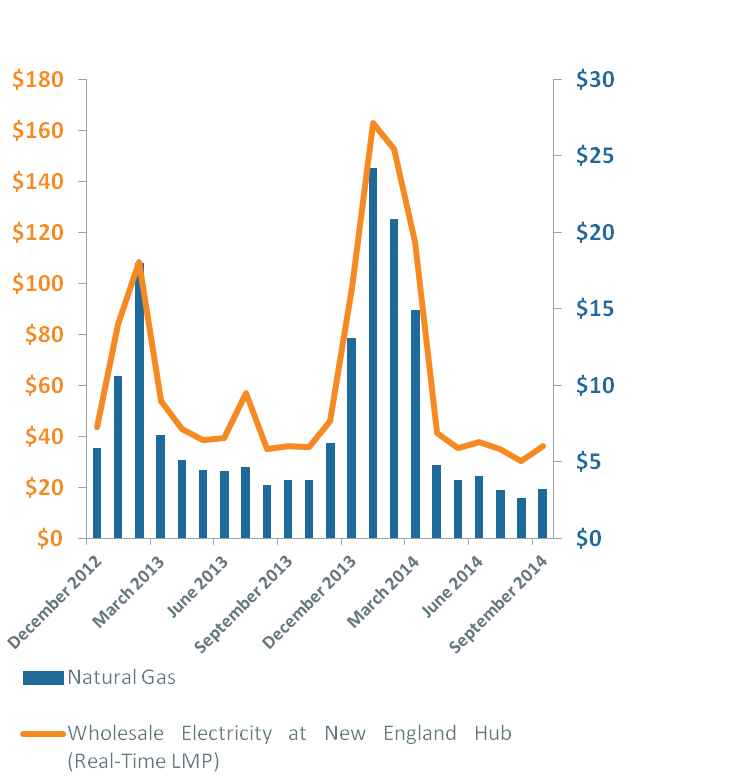 $180
$160
$140
$120
$100
$80
$60
$40
$20
$0
$30
$25
$20
$15
$10
$5
$0
December 2012
March 2013
June 2013
September 2013
December 2013
March 2014
June 2014
September 2014
Natural Gas
Wholesale Electricity at New England Hub
(Real-Time LMP)